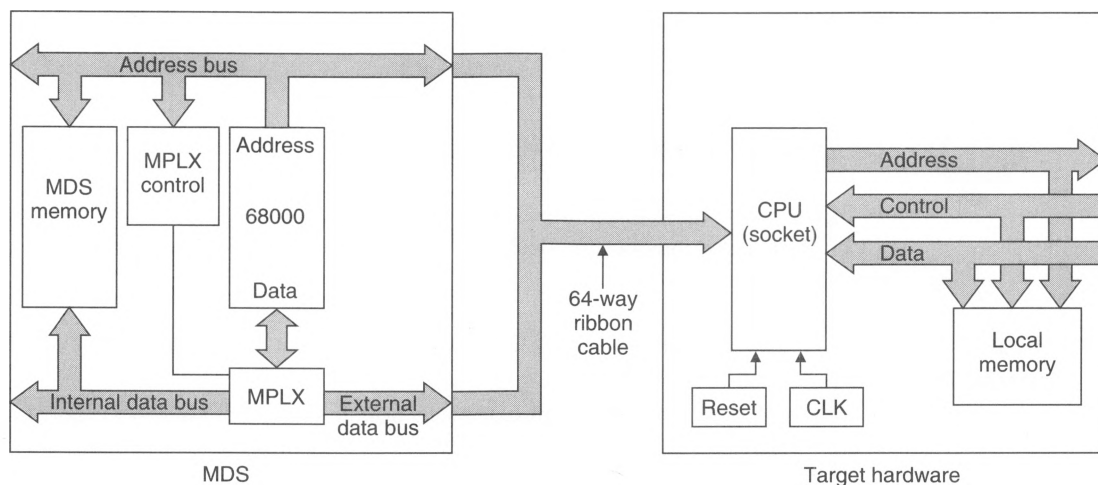 Address bus
MDS
memory
MPLX
control
Address
68000
Data
MPLX
Internal data bus
External
data bus
MDS
64-way
ribbon
cable
CPU
(socket)
Address
Control
Data
Local
memory
Reset
CLK
Target hardware